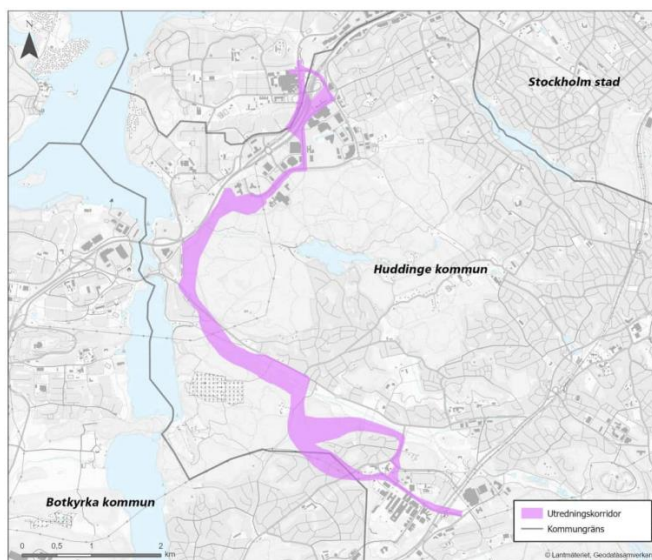 N
Stockholm stad
Huddinge kommun
Botkyrka kommun
Utredningskorridor
Kommungräns
0 0,5 1 2
km
© Lantmäteriet, Geodatasamverkan